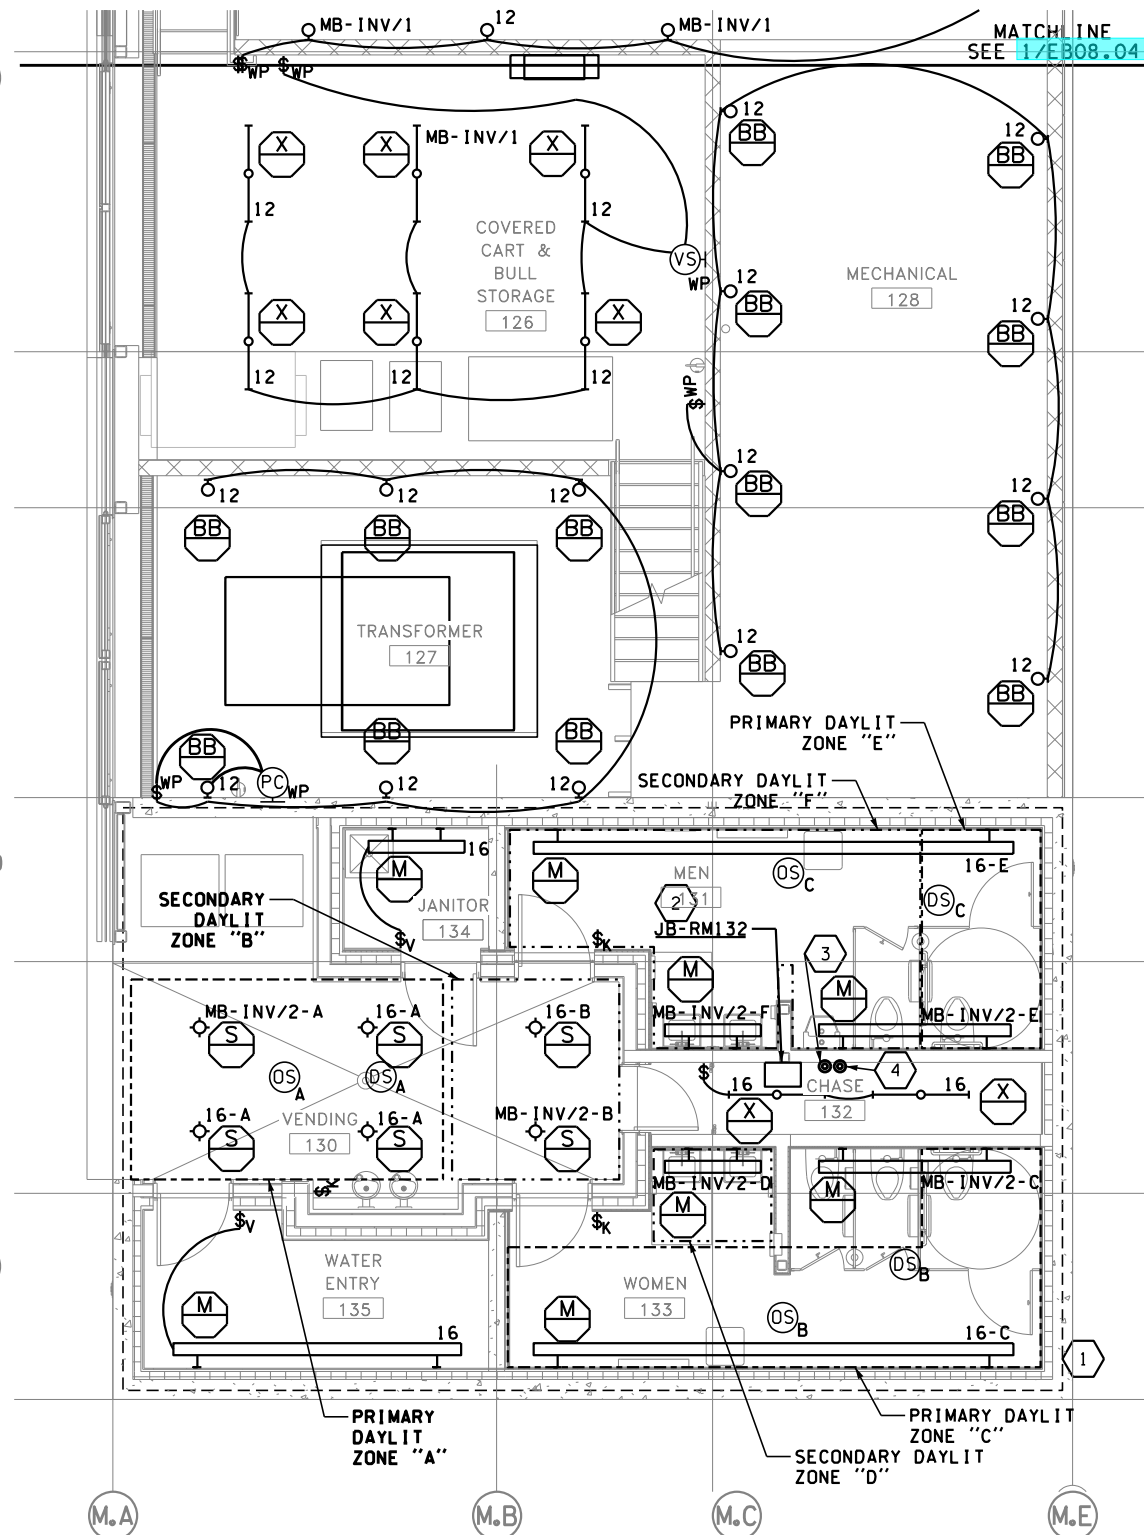 MB-INV/1
12
MB-INV/1
MATCHLINE
SEE 1/EB08.04
$WP
$WP
12
BB
12
BB
X
X
MB-INV/1
X
12
12
COVERED
CART &
BULL
STORAGE
126
VS
WP
12
BB
MECHANICAL
128
12
BB
X
X
X
12
12
12
$WP
12
BB
12
BB
12
12
12
BB
BB
BB
TRANSFORMER
127
12
BB
12
BB
BB
BB
BB
$WP
12
PC
WP
12
12
PRIMARY DAYLIT
ZONE "E"
SECONDARY DAYLIT
ZONE "F"
16
M
JANITOR
134
$V
M
MEN
131
2
OS C
16-E
DS C
SECONDARY
DAYLIT
ZONE "B"
$K
JB-RM132
3
M
M
MB-INV/2-F
MB-INV/2-E
MB-INV/2-A
16-A
16-B
S
S
S
OS A
DS A
16-A
VENDING
130
16-A
MB-INV/2-B
S
S
S
$
16
CHASE
132
4
16
X
X
MB-INV/2-D
MB-INV/2-C
M
M
$K
$V
$K
WATER
ENTRY
135
M
16
WOMEN
133
M
DS B
OS B
16-C
1
PRIMARY
DAYLIT
ZONE "A"
PRIMARY DAYLIT
ZONE "C"
SECONDARY DAYLIT
ZONE "D"
M.A
M.B
M.C
M.E